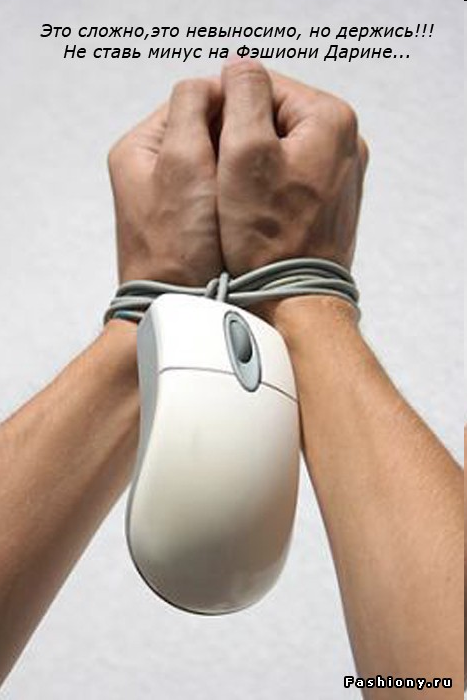 Это сложно,это невыносимо, но держись!!!
Не ставь минус на Фэшиони Дарине...
Fashiony.ru